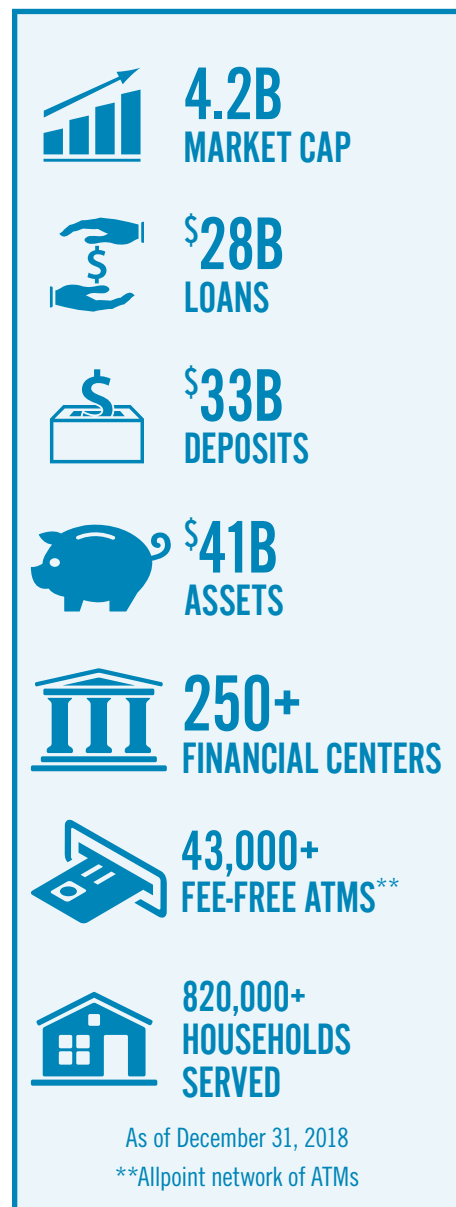 4.2B
MARKET CAP
$28B
LOANS
$
$33B
DEPOSITS
$
$41B
ASSETS
250+
FINANCIAL CENTERS
43,000+
FEE-FREE ATMS**
820,000+
HOUSEHOLDS
SERVED
As of December 31, 2018
**Allpoint network of ATMs